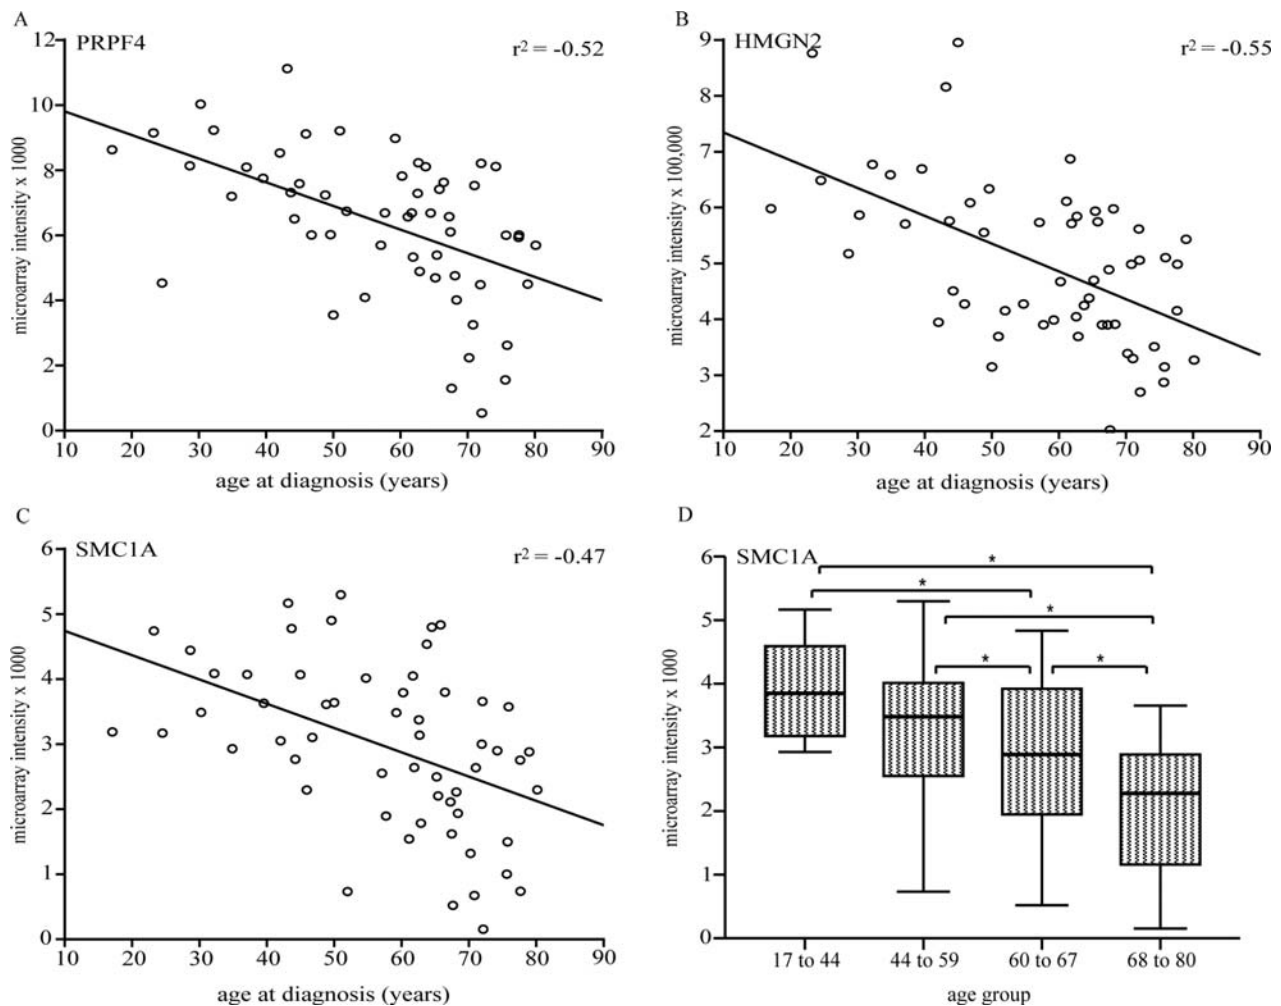 A
PRPF4
r² = -0.52
12
10
8
6
4
2
0
microarray intensity x 1000
10 20 30 40 50 60 70 80 90
age at diagnosis (years)
B
HMGN2
r² = -0.55
9
8
7
6
5
4
3
2
microarray intensity x 100,000
10 20 30 40 50 60 70 80 90
age at diagnosis (years)
C
SMC1A
r² = -0.47
6
5
4
3
2
1
0
microarray intensity x 1000
10 20 30 40 50 60 70 80 90
age at diagnosis (years)
D
SMC1A
*
*
*
* *
6
5
4
3
2
1
0
microarray intensity x 1000
17 to 44 44 to 59 60 to 67 68 to 80
age group